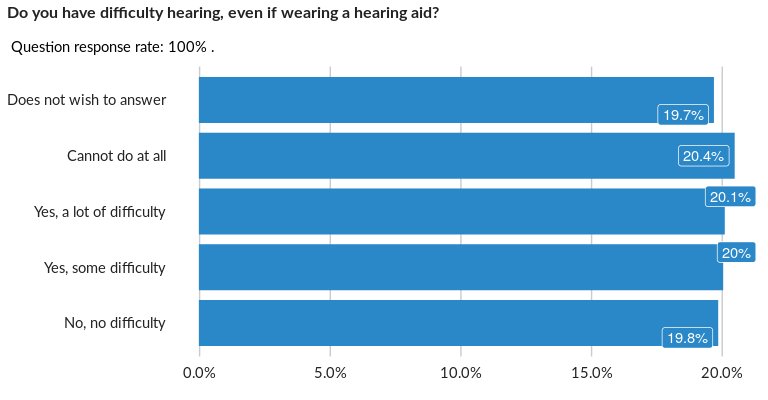 Do you have difficulty hearing, even if wearing a hearing aid?
Question response rate: 100% .
Does not wish to answer
19.7%
Cannot do at all
20.4%
Yes, a lot of difficulty
20.1%
Yes, some difficulty
20%
No, no difficulty
19.8%
0.0% 5.0% 10.0% 15.0% 20.0%